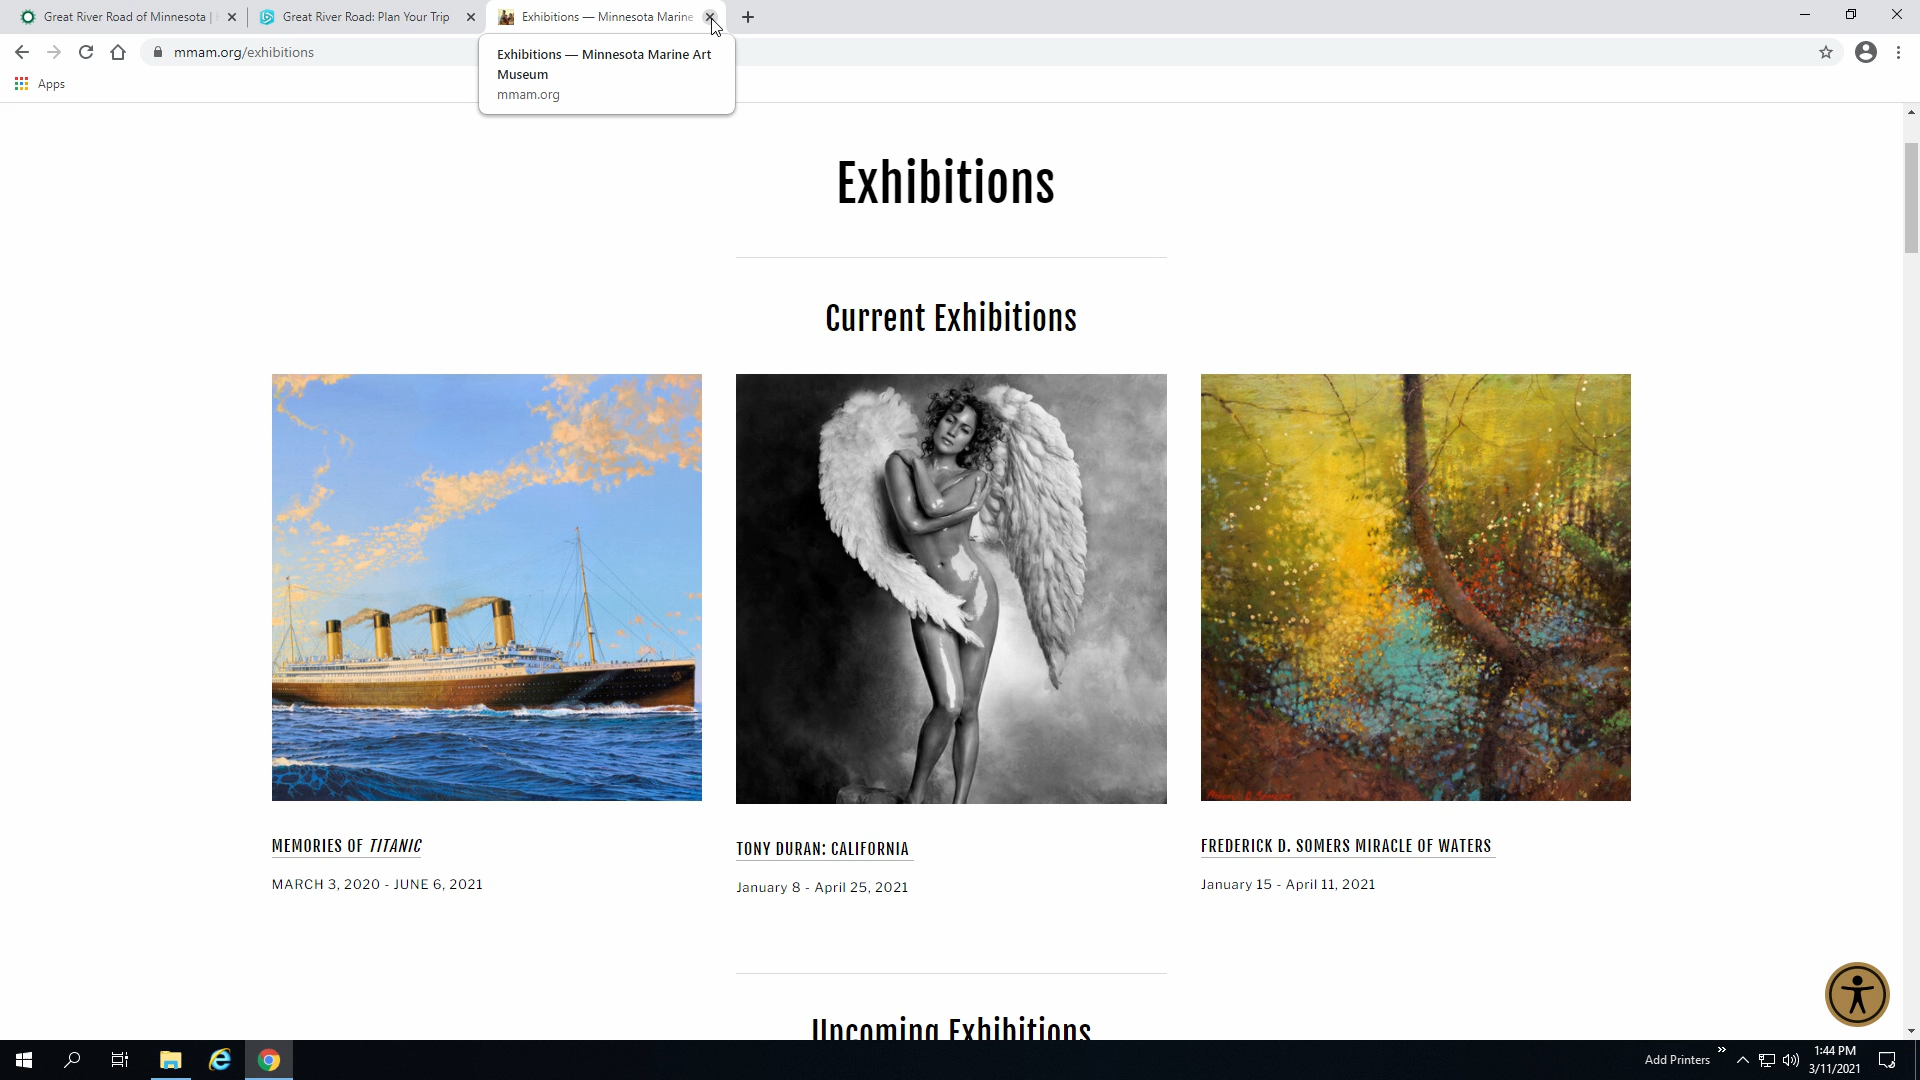 Great River Road of Minnesota |
Great River Road: Plan Your Trip
Exhibitions — Minnesota Marine
mmam.org/exhibitions
Exhibitions — Minnesota Marine Art
Museum
mmam.org
Apps
Exhibitions
Current Exhibitions
MEMORIES OF TITANIC
MARCH 3, 2020 - JUNE 6, 2021
TONY DURAN: CALIFORNIA
January 8 - April 25, 2021
FREDERICK D. SOMERS MIRACLE OF WATERS
January 15 - April 11, 2021
Upcoming Exhibitions
Add Printers
1:44 PM
3/11/2021